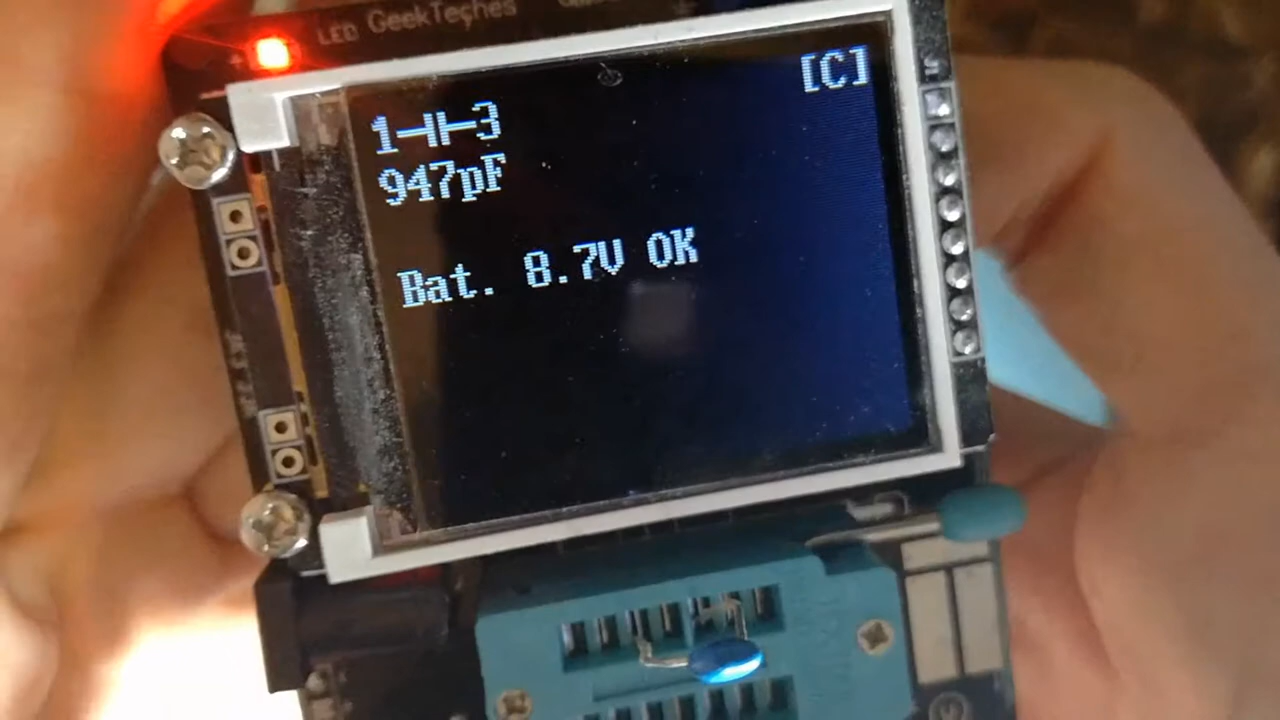 LED GeekTeches
[C]
1-||-3
947pF
Bat. 8.7V OK